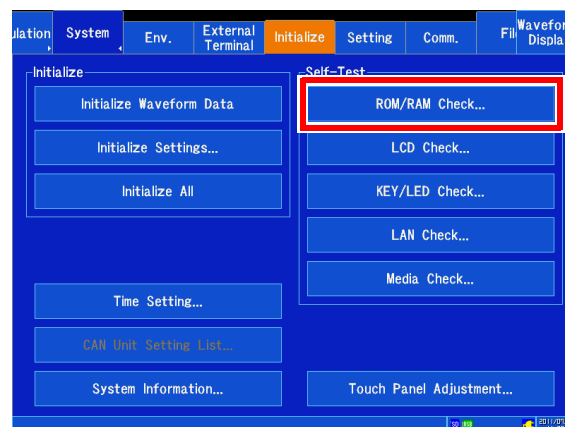 ulation
System
Env.
External
Terminal
Initialize
Setting
Comm.
Fil
Wavefor
Displa
Initialize
Initialize Waveform Data
Initialize Settings...
Initialize All
Self-Test
ROM/RAM Check...
LCD Check...
KEY/LED Check...
LAN Check...
Media Check...
Time Setting...
CAN Unit Setting List...
System Information...
Touch Panel Adjustment...
SD USB